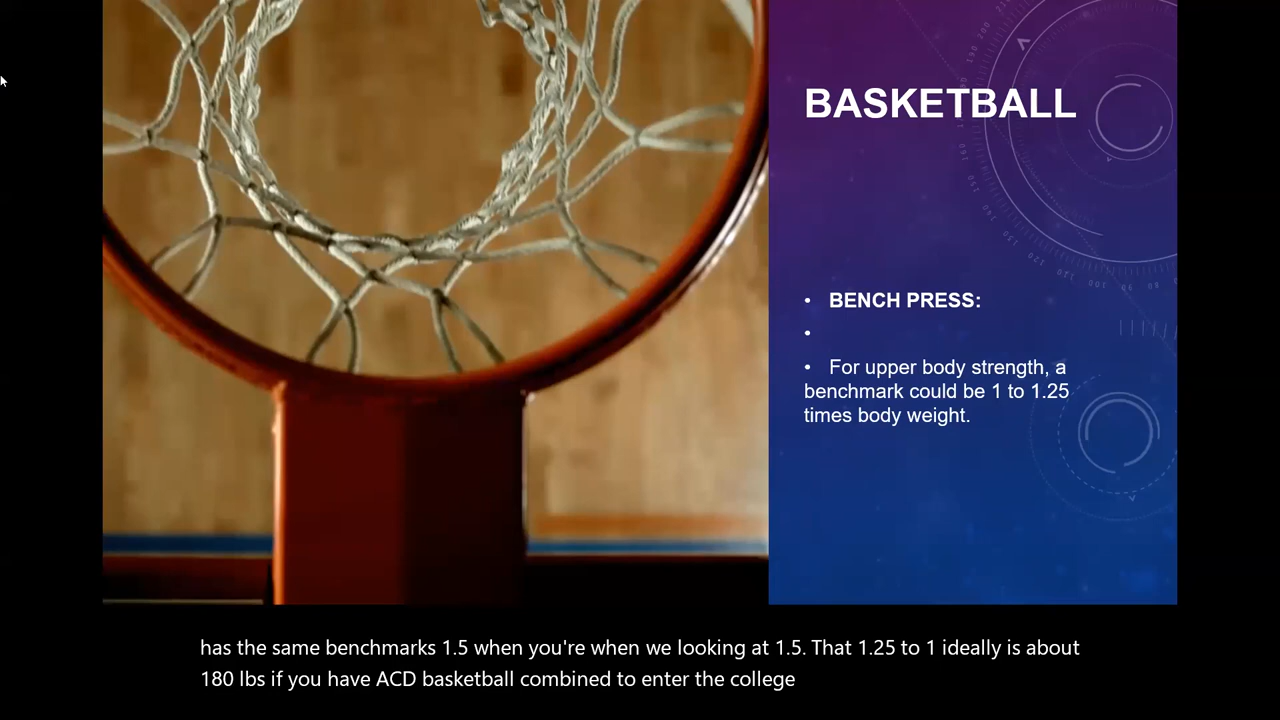 BASKETBALL
• BENCH PRESS:
•
• For upper body strength, a
benchmark could be 1 to 1.25
times body weight.
has the same benchmarks 1.5 when you're when we looking at 1.5. That 1.25 to 1 ideally is about
180 lbs if you have ACD basketball combined to enter the college